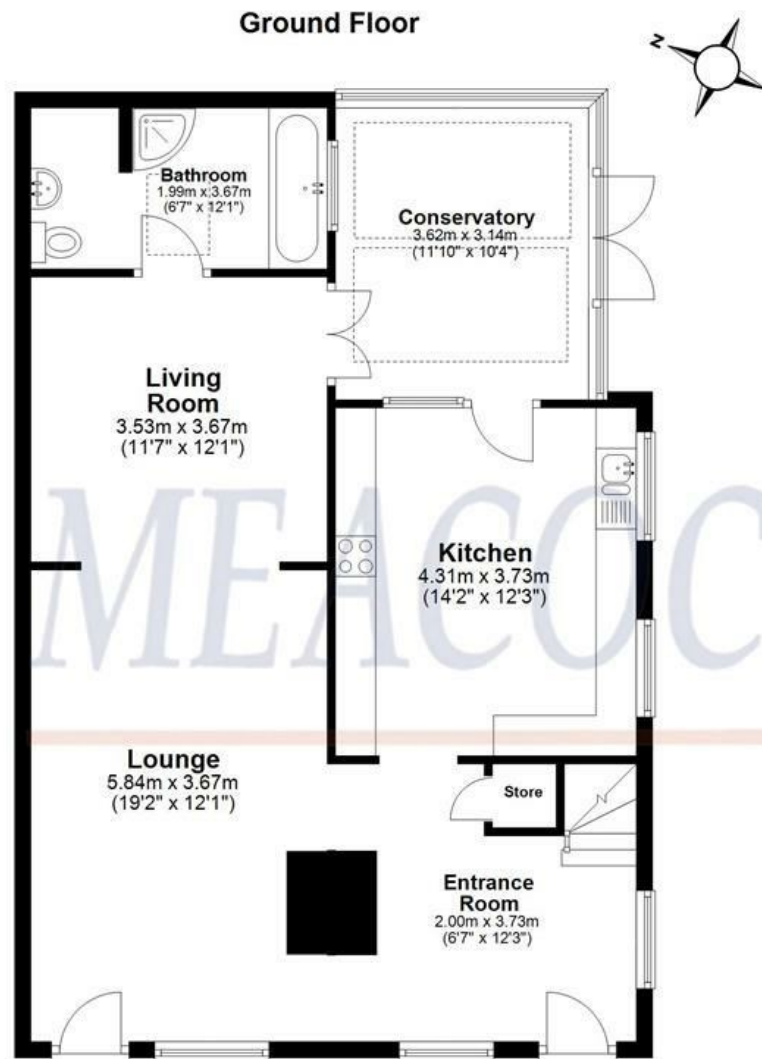 Ground Floor
N
Bathroom
1.99m x 3.67m
(6'7" x 12'1")
Conservatory
3.62m x 3.14m
(11'10" x 10'4")
Living
Room
3.53m x 3.67m
(11'7" x 12'1")
Kitchen
4.31m x 3.73m
(14'2" x 12'3")
MEACOC
Lounge
5.84m x 3.67m
(19'2" x 12'1")
Store
N
Entrance
Room
2.00m x 3.73m
(6'7" x 12'3")